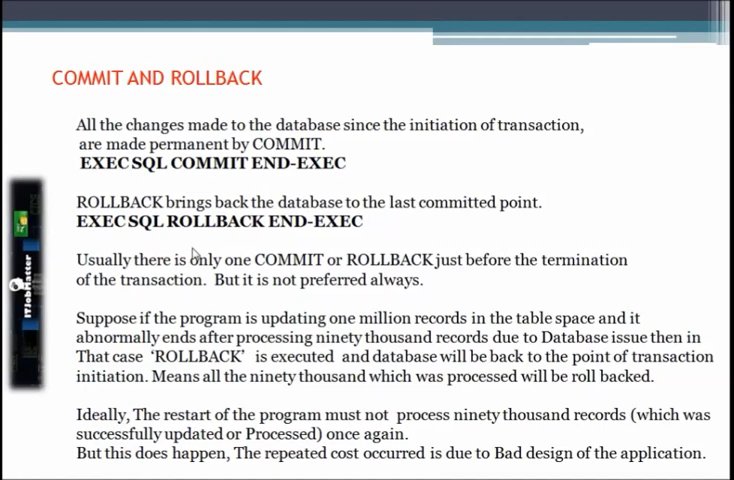 COMMIT AND ROLLBACK
All the changes made to the database since the initiation of transaction,
are made permanent by COMMIT.
EXEC SQL COMMIT END-EXEC
ROLLBACK brings back the database to the last committed point.
EXEC SQL ROLLBACK END-EXEC
Usually there is only one COMMIT or ROLLBACK just before the termination
of the transaction. But it is not preferred always.
Suppose if the program is updating one million records in the table space and it
abnormally ends after processing ninety thousand records due to Database issue then in
That case ‘ROLLBACK’ is executed and database will be back to the point of transaction
initiation. Means all the ninety thousand which was processed will be roll backed.
Ideally, The restart of the program must not process ninety thousand records (which was
successfully updated or Processed) once again.
But this does happen, The repeated cost occurred is due to Bad design of the application.
ITJobMatter